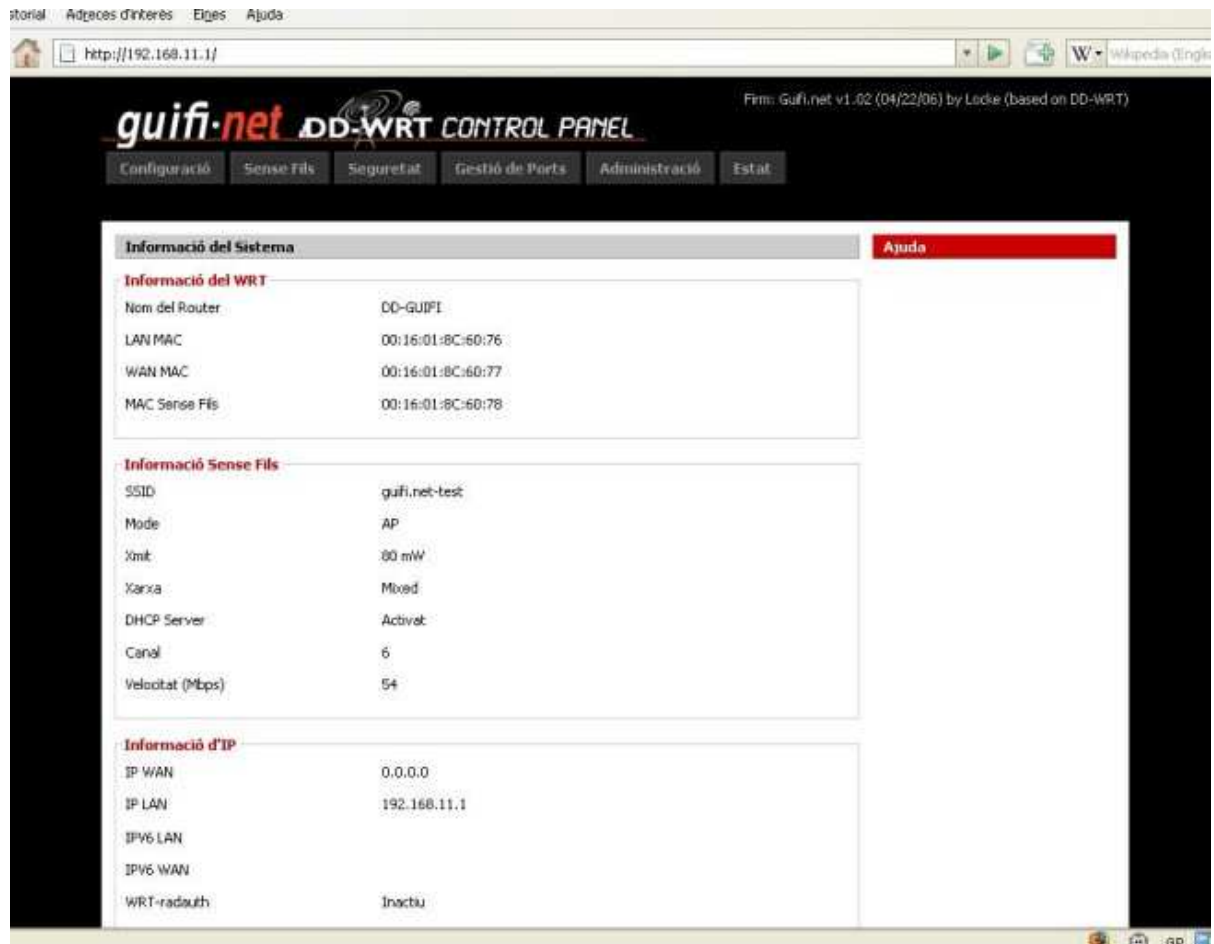 Adreces d'interès Eines Ajuda
http://192.168.11.1/
W
guifi·net DD-WRT CONTROL PANEL
Firm: Guifi.net v1.02 (04/22/06) by Locke (based on DD-WRT)
Configuració Sense Fils Seguretat Gestió de Ports Administració Estat
Informació del Sistema
Ajuda
Informació del WRT
Nom del Router DD-GUIFI
LAN MAC 00:16:01:8C:60:76
WAN MAC 00:16:01:8C:60:77
MAC Sense Fils 00:16:01:8C:60:78
Informació Sense Fils
SSID guifi.net-test
Mode AP
Xmit 80 mW
Xarxa Mixed
DHCP Server Activat
Canal 6
Velocitat (Mbps) 54
Informació d'IP
IP WAN 0.0.0.0
IP LAN 192.168.11.1
IPV6 LAN
IPV6 WAN
WRT-radauth Inactiu